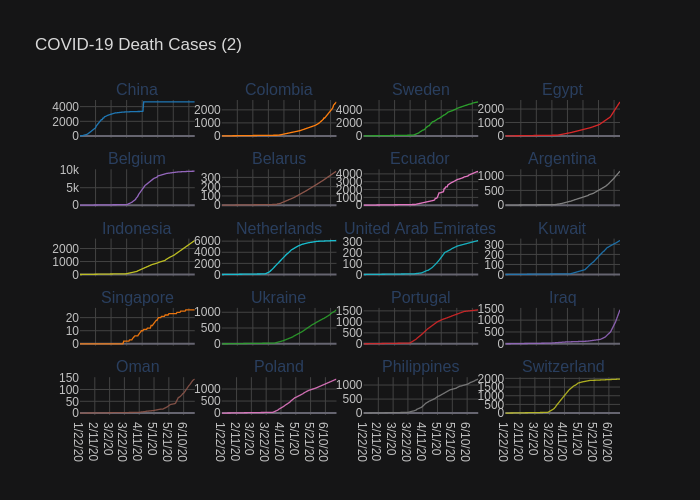 COVID-19 Death Cases (2)
China Colombia Sweden Egypt
4000 2000 0
2000 1000 0
4000 2000 0
2000 1000 0
Belgium Belarus Ecuador Argentina
10k 5k 0
300 200 100 0
4000 3000 2000 1000 0
1000 500 0
Indonesia Netherlands United Arab Emirates Kuwait
2000 1000 0
6000 4000 2000 0
300 200 100 0
300 200 100 0
Singapore Ukraine Portugal Iraq
20 10 0
1000 500 0
1500 1000 500 0
1500 1000 500 0
Oman Poland Philippines Switzerland
150 100 50 0
1000 500 0
1000 500 0
2000 1500 1000 500 0
1/22/20 2/11/20 3/2/20 3/22/20 4/11/20 5/1/20 5/21/20 6/10/20
1/22/20 2/11/20 3/2/20 3/22/20 4/11/20 5/1/20 5/21/20 6/10/20
1/22/20 2/11/20 3/2/20 3/22/20 4/11/20 5/1/20 5/21/20 6/10/20
1/22/20 2/11/20 3/2/20 3/22/20 4/11/20 5/1/20 5/21/20 6/10/20